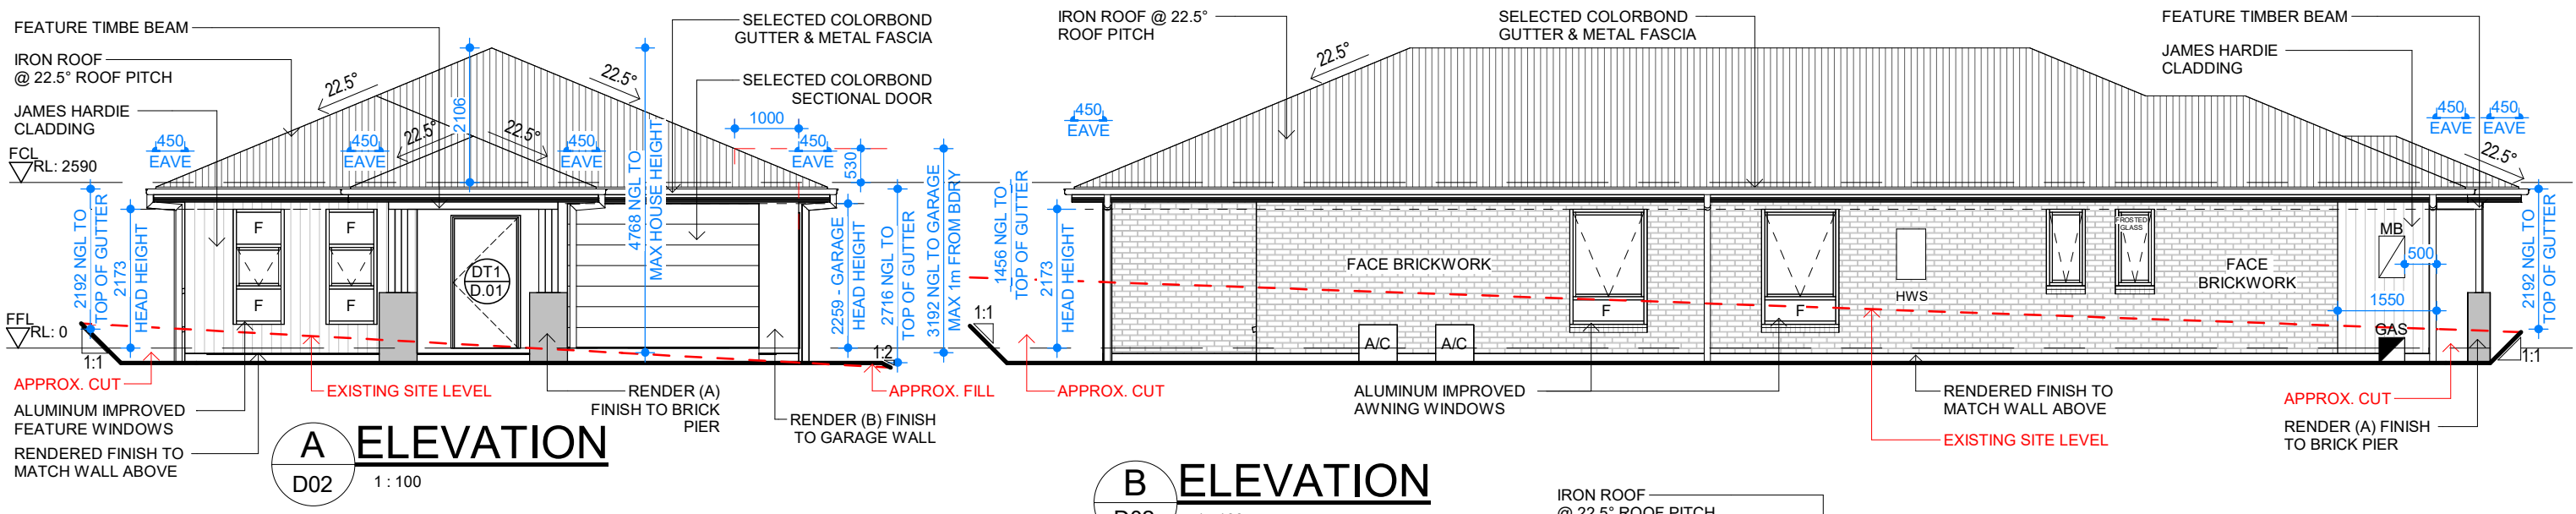 FEATURE TIMBE BEAM
IRON ROOF
@ 22.5° ROOF PITCH
JAMES HARDIE
CLADDING
FCL
RL: 2590
FFL
RL: 0
2192 NGL TO
TOP OF GUTTER
2173
HEAD HEIGHT
1:1
APPROX. CUT
ALUMINUM IMPROVED
FEATURE WINDOWS
RENDERED FINISH TO
MATCH WALL ABOVE
450
EAVE
22.5°
450
EAVE
22.5°
2106
22.5°
450
EAVE
22.5°
4768 NGL TO
MAX HOUSE HEIGHT
SELECTED COLORBOND
GUTTER & METAL FASCIA
SELECTED COLORBOND
SECTIONAL DOOR
1000
450
EAVE
530
F
F
F
F
DT1
D.01
2259 - GARAGE
HEAD HEIGHT
2716 NGL TO
TOP OF GUTTER
3192 NGL TO GARAGE
MAX 1m FROM BDRY
1:2
EXISTING SITE LEVEL
RENDER (A)
FINISH TO BRICK
PIER
RENDER (B) FINISH
TO GARAGE WALL
APPROX. FILL
A
D02
ELEVATION
1 : 100
IRON ROOF @ 22.5°
ROOF PITCH
22.5°
450
EAVE
SELECTED COLORBOND
GUTTER & METAL FASCIA
FEATURE TIMBER BEAM
JAMES HARDIE
CLADDING
450
EAVE
450
EAVE
22.5°
1456 NGL TO
TOP OF GUTTER
2173
HEAD HEIGHT
1:1
FACE BRICKWORK
F
F
HWS
FROSTED
GLASS
FACE
BRICKWORK
MB
500
1550
GAS
2192 NGL TO
TOP OF GUTTER
1:1
A/C
A/C
APPROX. CUT
ALUMINUM IMPROVED
AWNING WINDOWS
RENDERED FINISH TO
MATCH WALL ABOVE
EXISTING SITE LEVEL
APPROX. CUT
RENDER (A) FINISH
TO BRICK PIER
B
ELEVATION
IRON ROOF
@ 22.5° ROOF PITCH